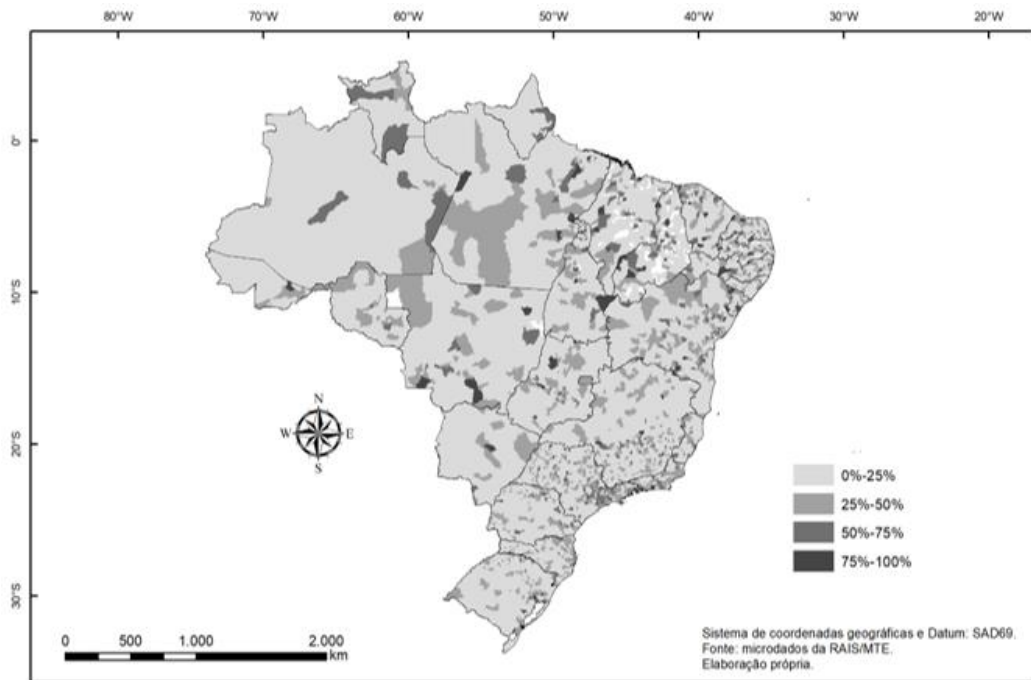 80°W 70°W 60°W 50°W 40°W 30°W 20°W
0°
10°S
20°S
30°S
N
W E
S
0%-25%
25%-50%
50%-75%
75%-100%
0 500 1.000 2.000
km
Sistema de coordenadas geográficas e Datum: SAD69.
Fonte: microdados da RAIS/MTE.
Elaboração própria.